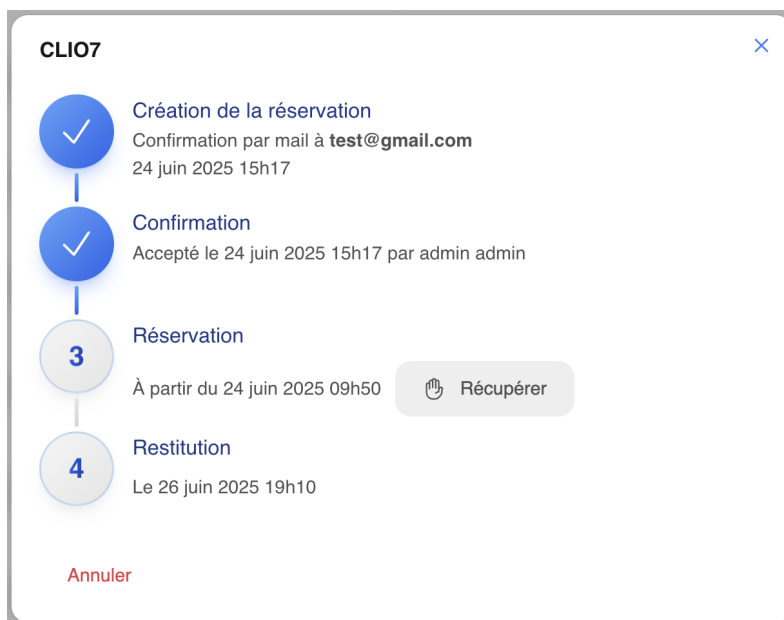 CLIO7
Création de la réservation
Confirmation par mail à test@gmail.com
24 juin 2025 15h17
Confirmation
Accepté le 24 juin 2025 15h17 par admin admin
3
Réservation
À partir du 24 juin 2025 09h50
Récupérer
4
Restitution
Le 26 juin 2025 19h10
Annuler